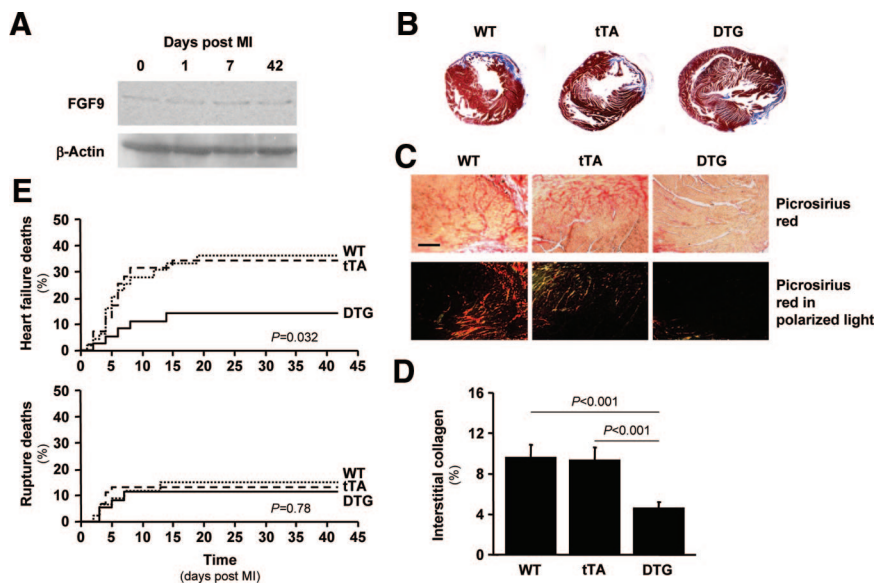 A
Days post MI
0 1 7 42
FGF9
β-Actin
B
WT tTA DTG
C
WT tTA DTG
Picrosirius
red
Picrosirius
red in
polarized light
D
Interstitial collagen
(%)
16
12
8
4
0
P<0.001
P<0.001
WT tTA DTG
E
Heart failure deaths
(%)
50
40
30
20
10
0
WT
tTA
DTG
P=0.032
0 5 10 15 20 25 30 35 40 45
Rupture deaths
(%)
50
40
30
20
10
0
WT
tTA
DTG
P=0.78
0 5 10 15 20 25 30 35 40 45
Time
(days post MI)